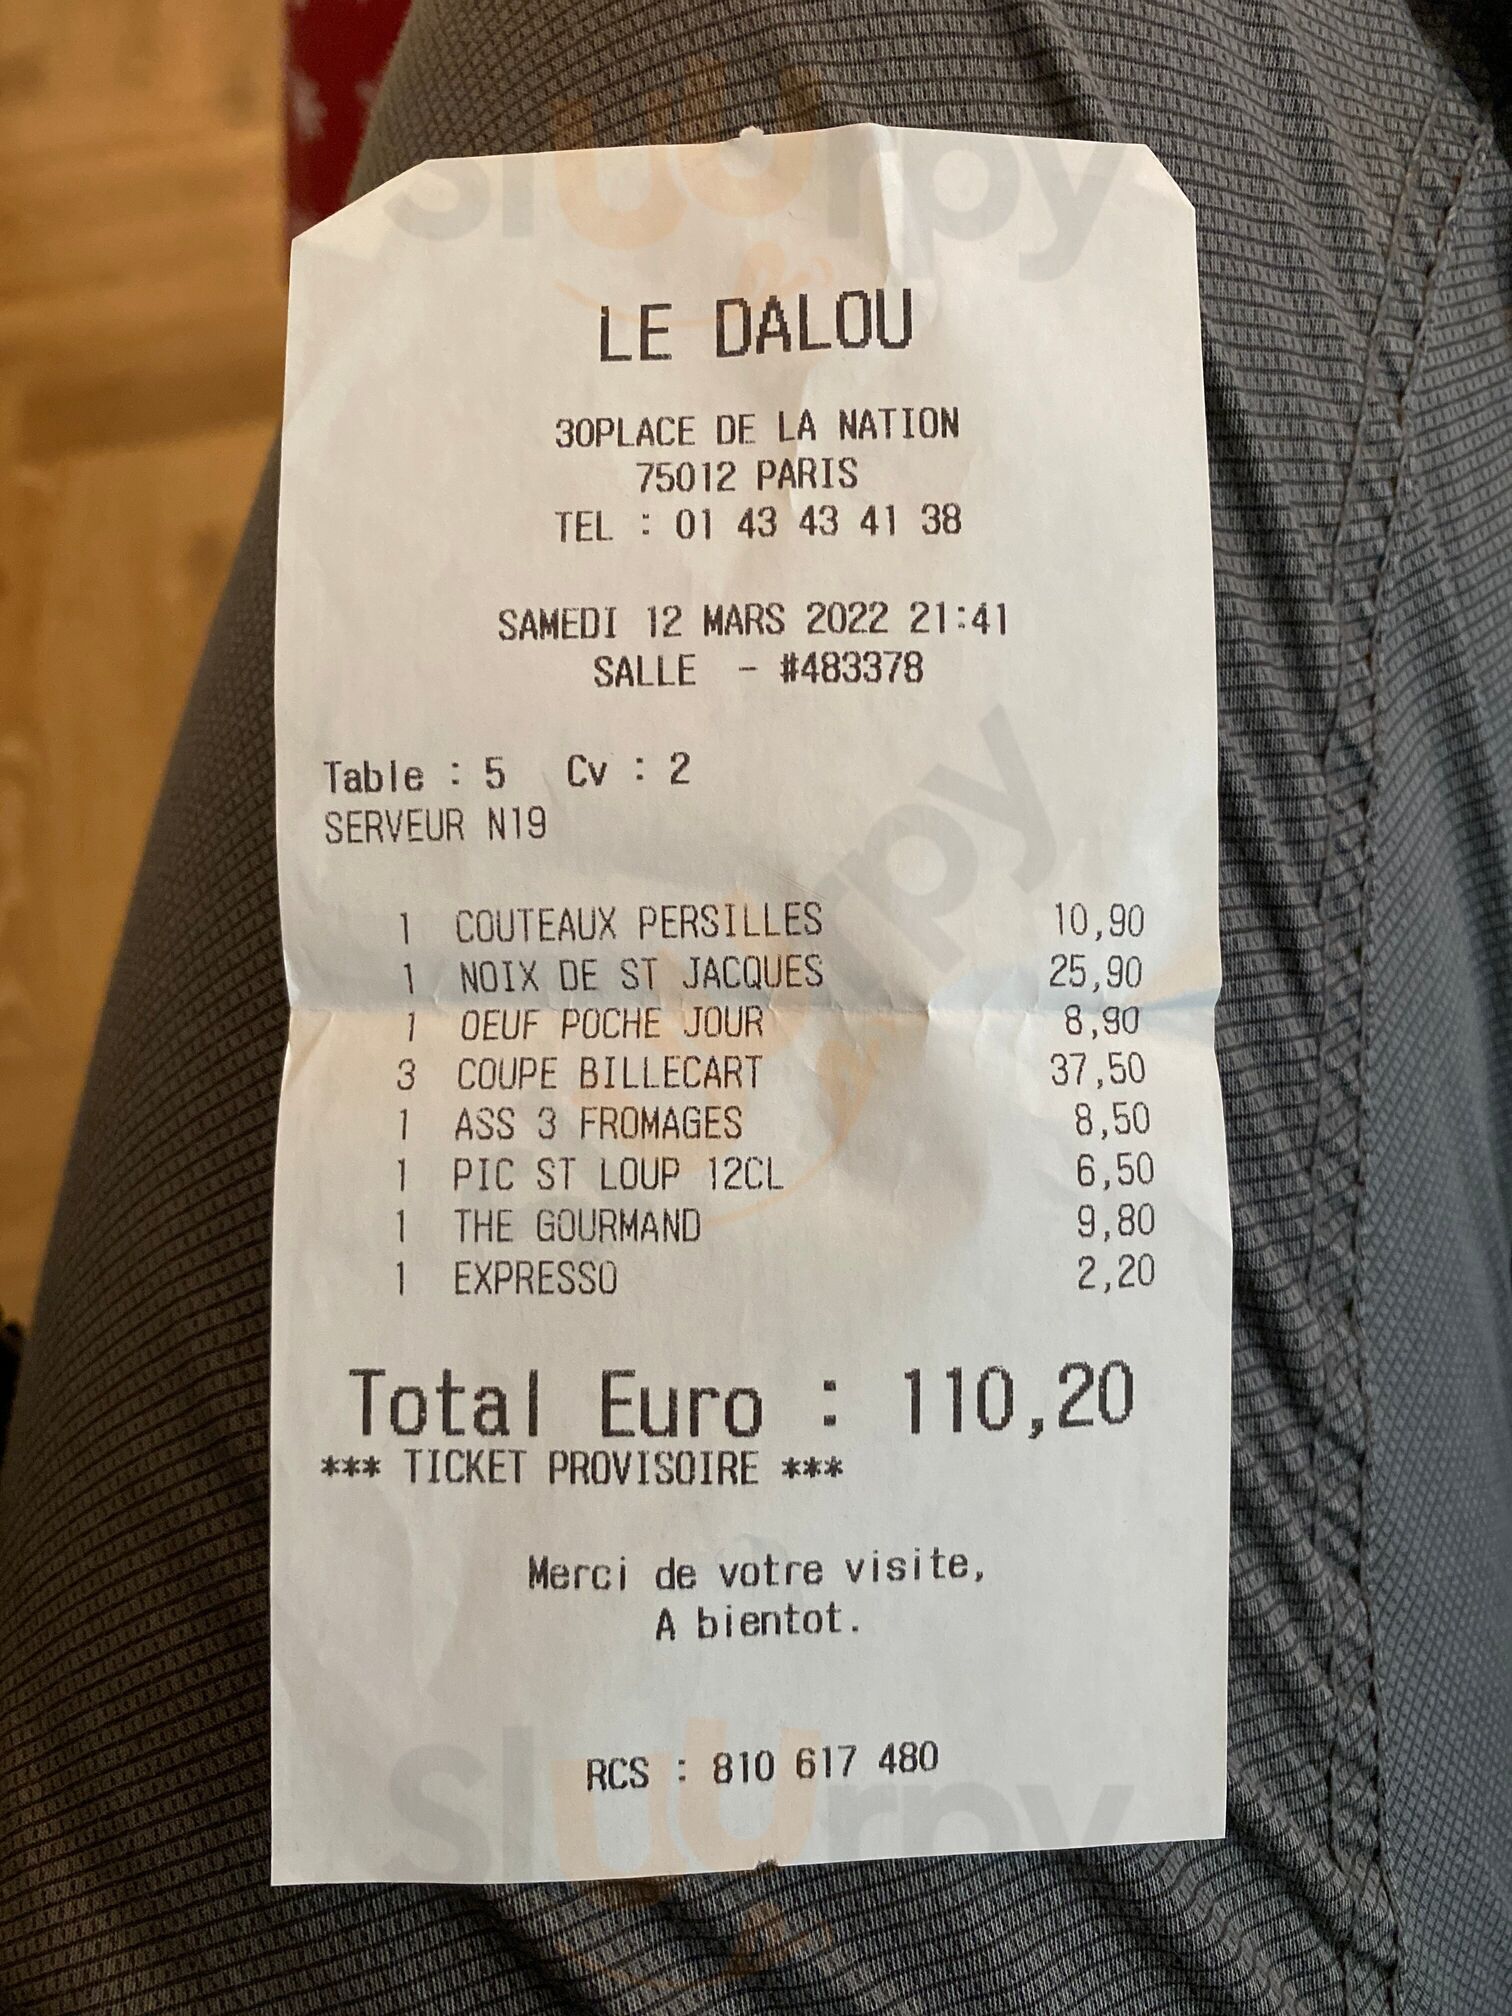 LE DALOU
30PLACE DE LA NATION
75012 PARIS
TEL : 01 43 43 41 38
SAMEDI 12 MARS 2022 21:41
SALLE - #483378
Table : 5 Cv : 2
SERVEUR N19
1 COUTEAUX PERSILLES 10,90
1 NOIX DE ST JACQUES 25,90
1 OEUF POCHE JOUR 8,90
3 COUPE BILLECART 37,50
1 ASS 3 FROMAGES 8,50
1 PIC ST LOUP 12CL 6,50
1 THE GOURMAND 9,80
1 EXPRESSO 2,20
Total Euro : 110,20
*** TICKET PROVISOIRE ***
Merci de votre visite,
A bientot.
RCS : 810 617 480
sluurpy
sluurpy
sluurpy